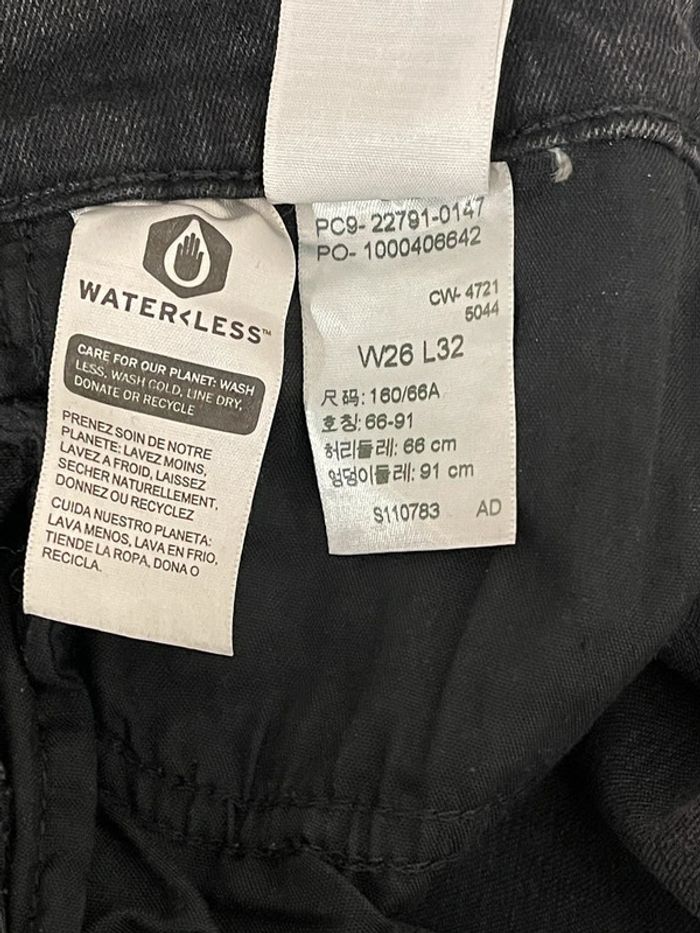 WATER<LESS™
CARE FOR OUR PLANET: WASH
LESS, WASH COLD, LINE DRY,
DONATE OR RECYCLE
PRENEZ SOIN DE NOTRE
PLANETE: LAVEZ MOINS,
LAVEZ A FROID, LAISSEZ
SECHER NATURELLEMENT,
DONNEZ OU RECYCLEZ
CUIDA NUESTRO PLANETA:
LAVA MENOS, LAVA EN FRIO,
TIENDE LA ROPA, DONA O
RECICLA.
PC9- 22791-0147
PO- 1000406642
CW- 4721
5044
W26 L32
尺码: 160/66A
호칭: 66-91
허리둘레: 66 cm
엉덩이둘레: 91 cm
S110783 AD